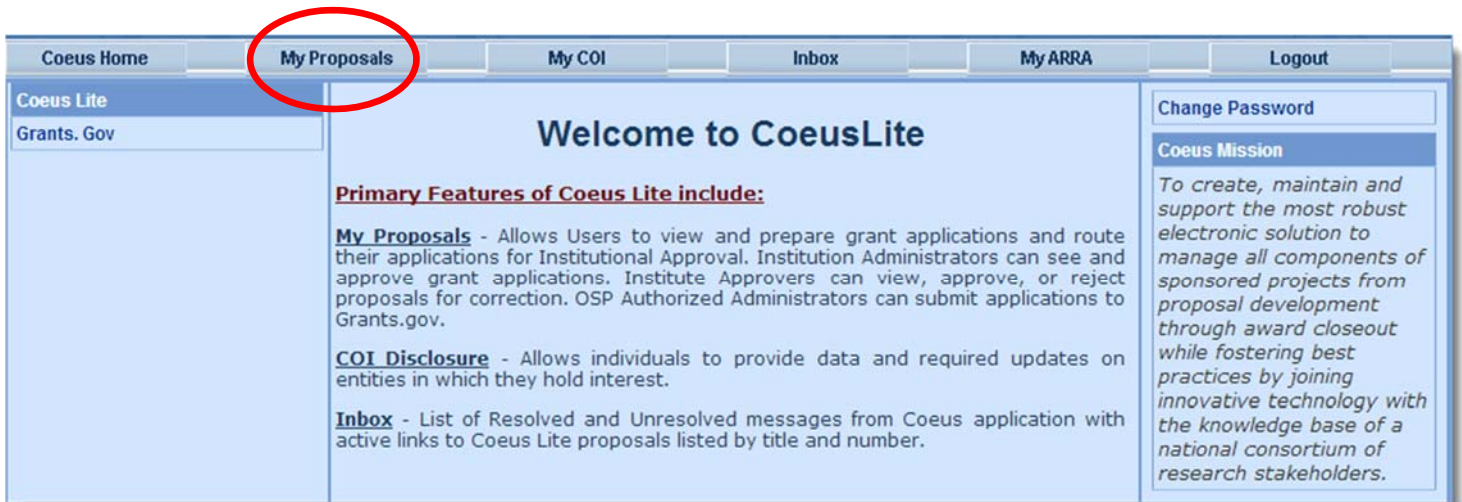 Coeus Home My Proposals My COI Inbox My ARRA Logout
Coeus Lite
Grants. Gov
Welcome to CoeusLite
Primary Features of Coeus Lite include:
My Proposals - Allows Users to view and prepare grant applications and route
their applications for Institutional Approval. Institution Administrators can see and
approve grant applications. Institute Approvers can view, approve, or reject
proposals for correction. OSP Authorized Administrators can submit applications to
Grants.gov.
COI Disclosure - Allows individuals to provide data and required updates on
entities in which they hold interest.
Inbox - List of Resolved and Unresolved messages from Coeus application with
active links to Coeus Lite proposals listed by title and number.
Change Password
Coeus Mission
To create, maintain and
support the most robust
electronic solution to
manage all components of
sponsored projects from
proposal development
through award closeout
while fostering best
practices by joining
innovative technology with
the knowledge base of a
national consortium of
research stakeholders.